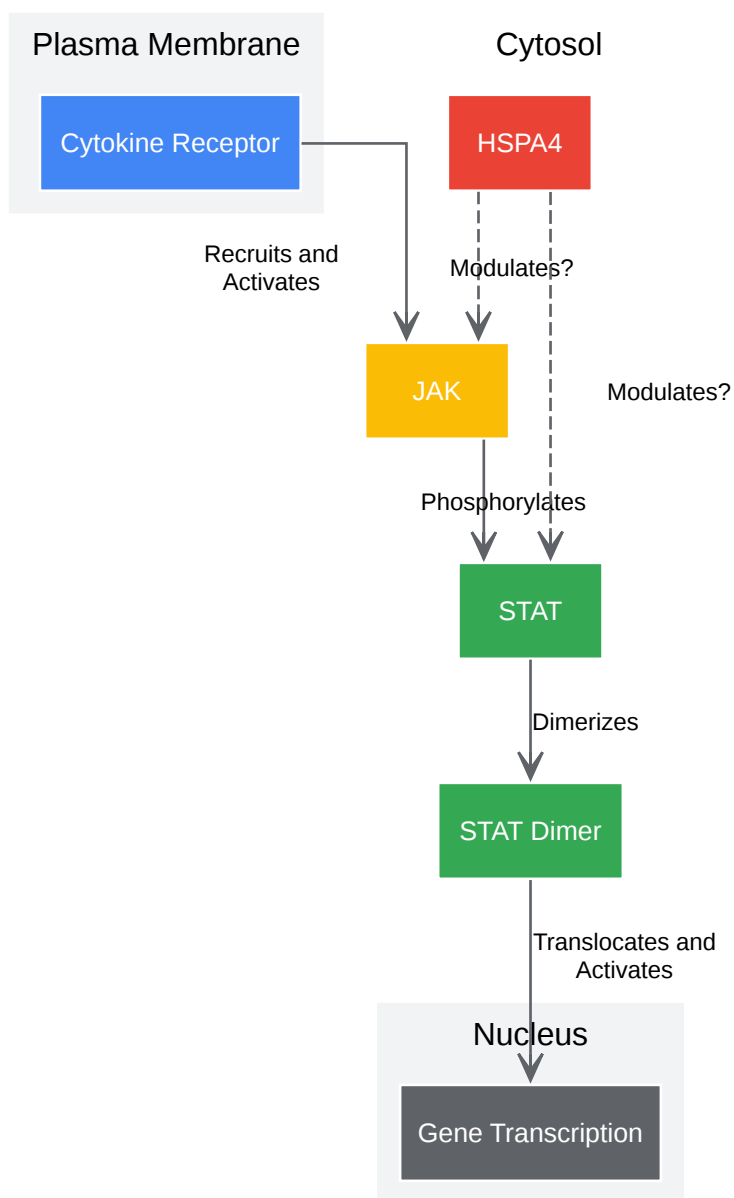 Plasma Membrane
Cytosol
Cytokine Receptor
HSPA4
Recruits and
Activates
Modulates?
JAK
Modulates?
Phosphorylates
STAT
Dimerizes
STAT Dimer
Translocates and
Activates
Nucleus
Gene Transcription